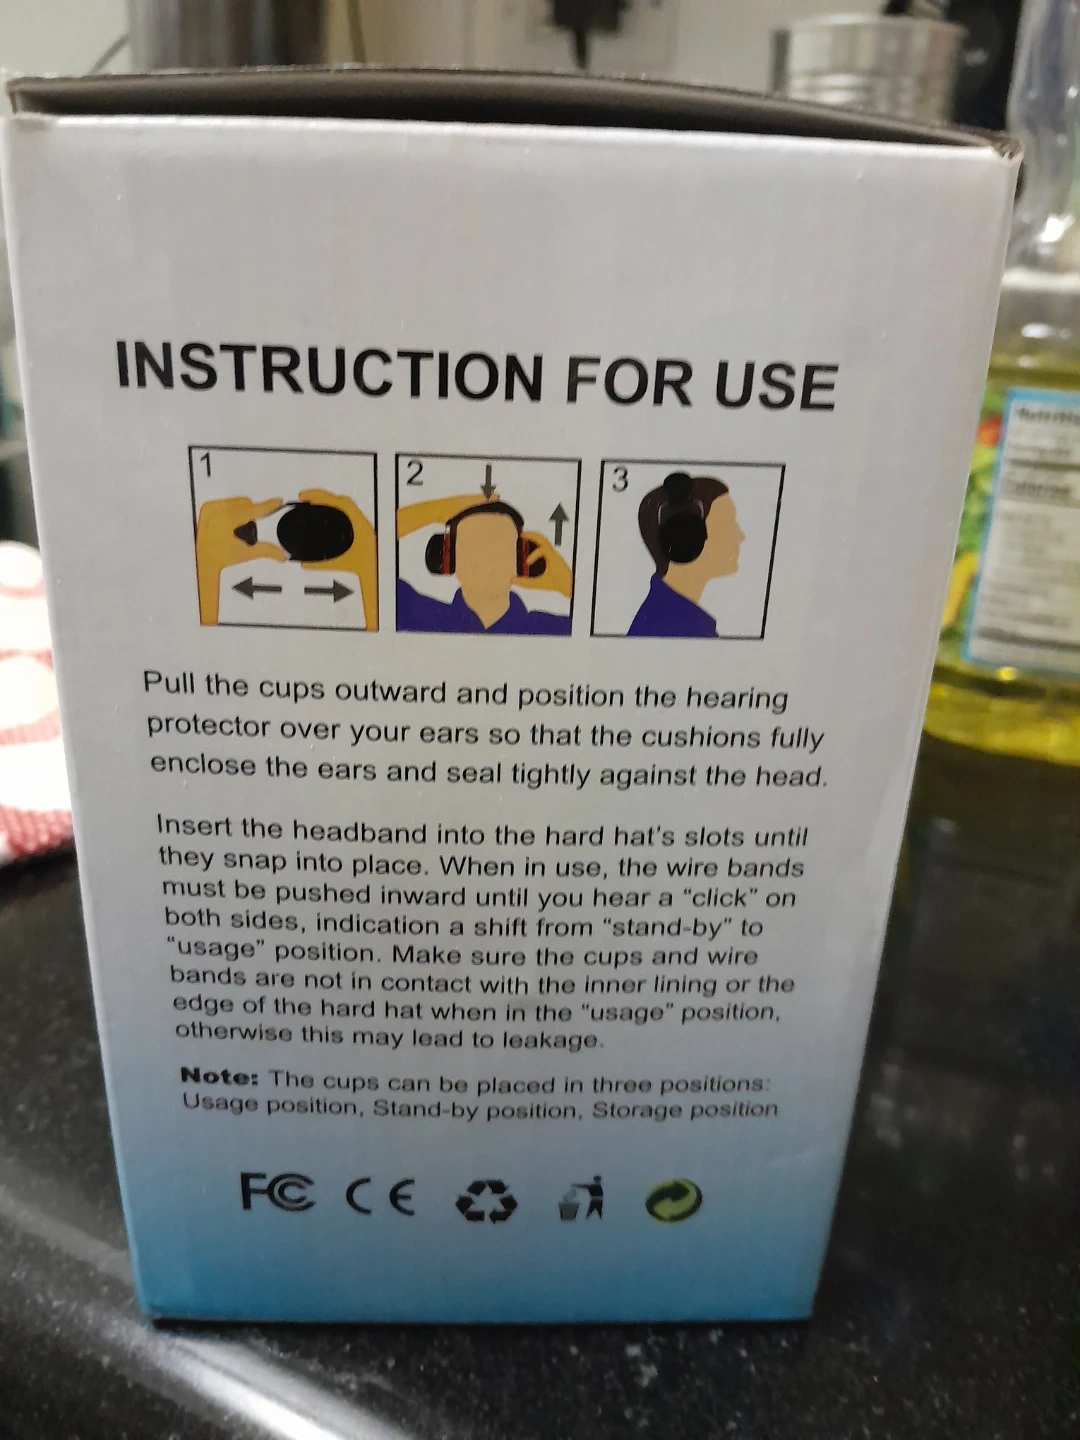 INSTRUCTION FOR USE
1
2
3
Pull the cups outward and position the hearing
protector over your ears so that the cushions fully
enclose the ears and seal tightly against the head.
Insert the headband into the hard hat's slots until
they snap into place. When in use, the wire bands
must be pushed inward until you hear a “click” on
both sides, indication a shift from “stand-by” to
“usage” position. Make sure the cups and wire
bands are not in contact with the inner lining or the
edge of the hard hat when in the “usage” position,
otherwise this may lead to leakage.
Note: The cups can be placed in three positions:
Usage position, Stand-by position, Storage position
FC CE